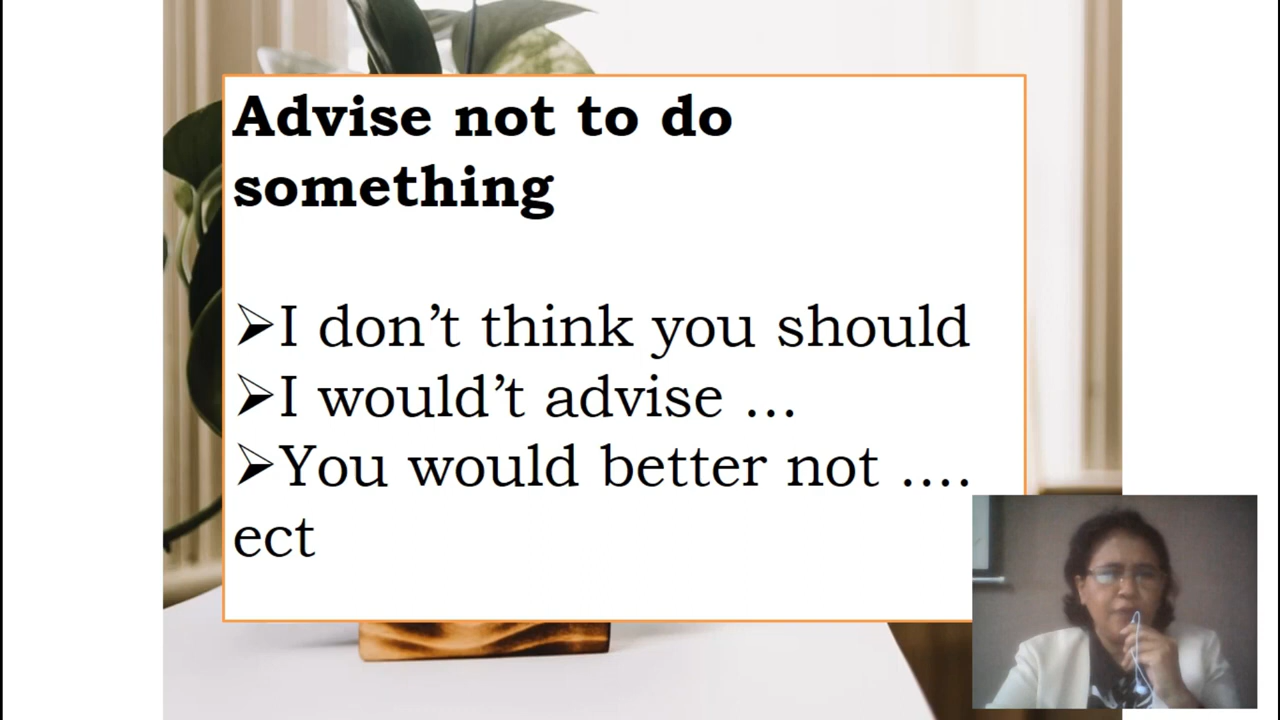 Advise not to do
something
➢I don’t think you should
➢I would’t advise …
➢You would better not ….
ect